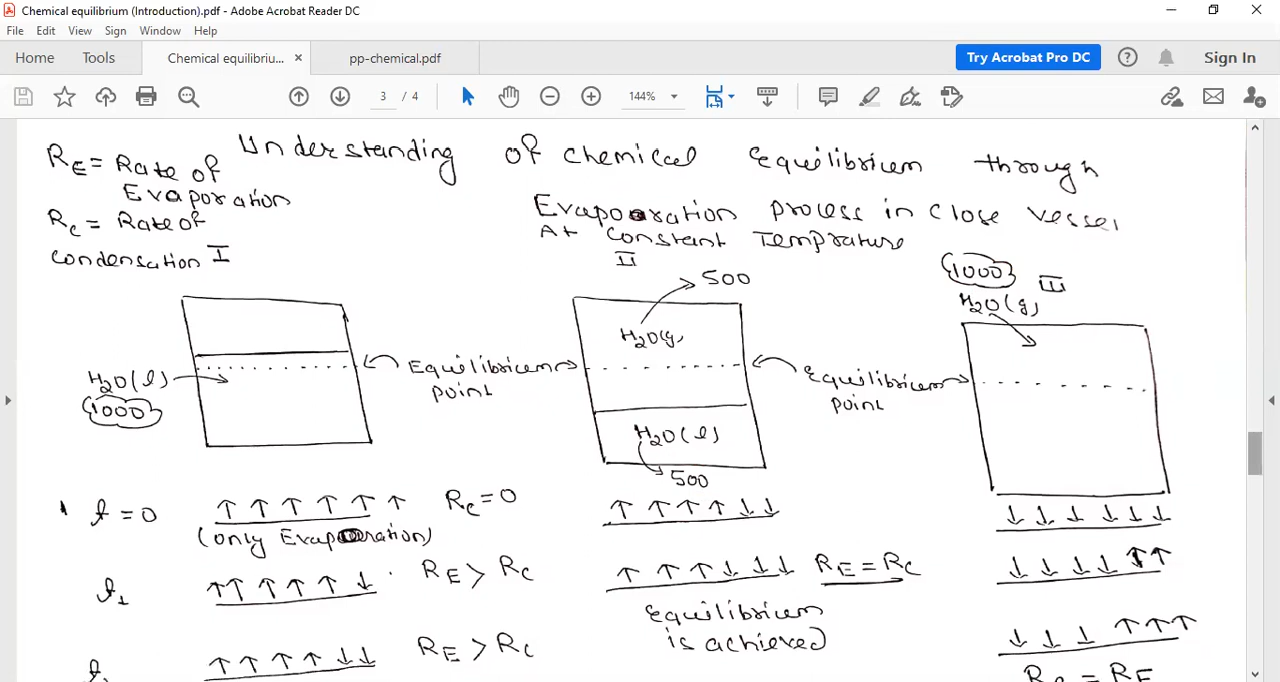 Chemical equilibrium (Introduction).pdf - Adobe Acrobat Reader DC
File Edit View Sign Window Help
Home Tools Chemical equilibriu... × pp-chemical.pdf Try Acrobat Pro DC Sign In
3 / 4 144%
Understanding of chemical equilibrium through
Evaporation process in close vessel
At constant Temprature
RE = Rate of
Evaporation
Rc = Rate of
condensation I
II
III
500
1000
H2O(g)
H2O(g)
H2O(l)
1000
Equilibrium
point
Equilibrium
point
H2O(l)
500
t = 0 ↑ ↑ ↑ ↑ ↑ ↑ Rc = 0 ↑ ↑ ↑ ↑ ↓ ↓ ↓ ↓ ↓ ↓ ↓ ↓
(only Evaporation)
t1 ↑ ↑ ↑ ↑ ↑ ↓ RE > Rc ↑ ↑ ↑ ↓ ↓ ↓ RE = Rc ↓ ↓ ↓ ↓ ↑ ↑
Equilibrium
is achieved
↑ ↑ ↑ ↑ ↓ ↓ RE > Rc ↓ ↓ ↓ ↑ ↑ ↑
= RE